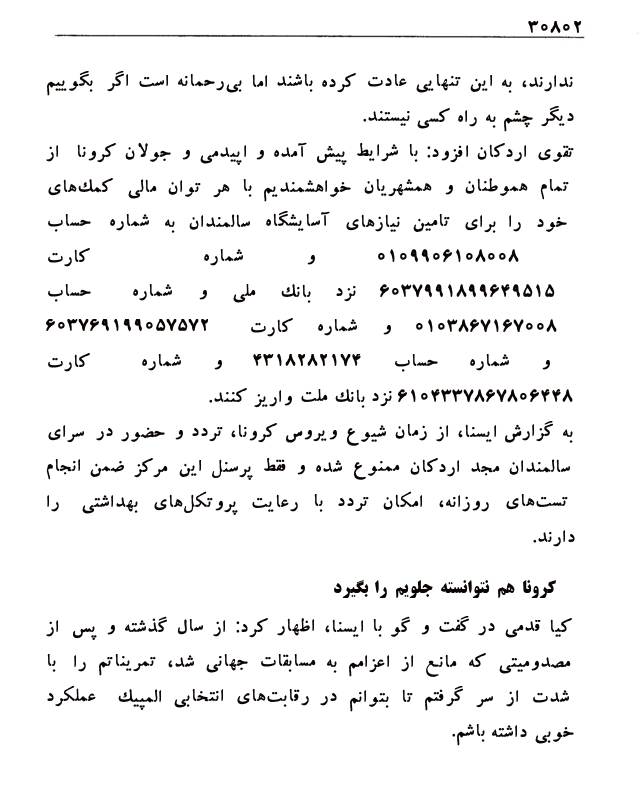 ۳۰۸۰۲
ندارند، به این تنهایی عادت کرده باشند اما بی‌رحمانه است اگر بگوییم
دیگر چشم به راه کسی نیستند.
تقوی اردکان افزود: با شرایط پیش آمده و اپیدمی و جولان کرونا از
تمام هموطنان و همشهریان خواهشمندیم با هر توان مالی کمك‌های
خود را برای تامین نیازهای آسایشگاه سالمندان به شماره حساب
۰۱۰۹۹۰۶۱۰۸۰۰۸ و شماره کارت
۶۰۳۷۹۹۱۸۹۹۶۴۹۵۱۵ نزد بانك ملی و شماره حساب
۰۱۰۳۸۶۷۱۶۷۰۰۸ و شماره کارت ۶۰۳۷۶۹۱۹۹۰۵۷۵۷۲
و شماره حساب ۴۳۱۸۲۸۲۱۷۴ و شماره کارت
۶۱۰۴۳۳۷۸۶۷۸۰۶۴۴۸ نزد بانك ملت واریز کنند.
به گزارش ایسنا، از زمان شیوع ویروس کرونا، تردد و حضور در سرای
سالمندان مجد اردکان ممنوع شده و فقط پرسنل این مرکز ضمن انجام
تست‌های روزانه، امکان تردد با رعایت پروتکل‌های بهداشتی را
دارند.
کرونا هم نتوانسته جلویم را بگیرد
کیا قدمی در گفت و گو با ایسنا، اظهار کرد: از سال گذشته و پس از
مصدومیتی که مانع از اعزامم به مسابقات جهانی شد، تمریناتم را با
شدت از سر گرفتم تا بتوانم در رقابت‌های انتخابی المپیك عملکرد
خوبی داشته باشم.